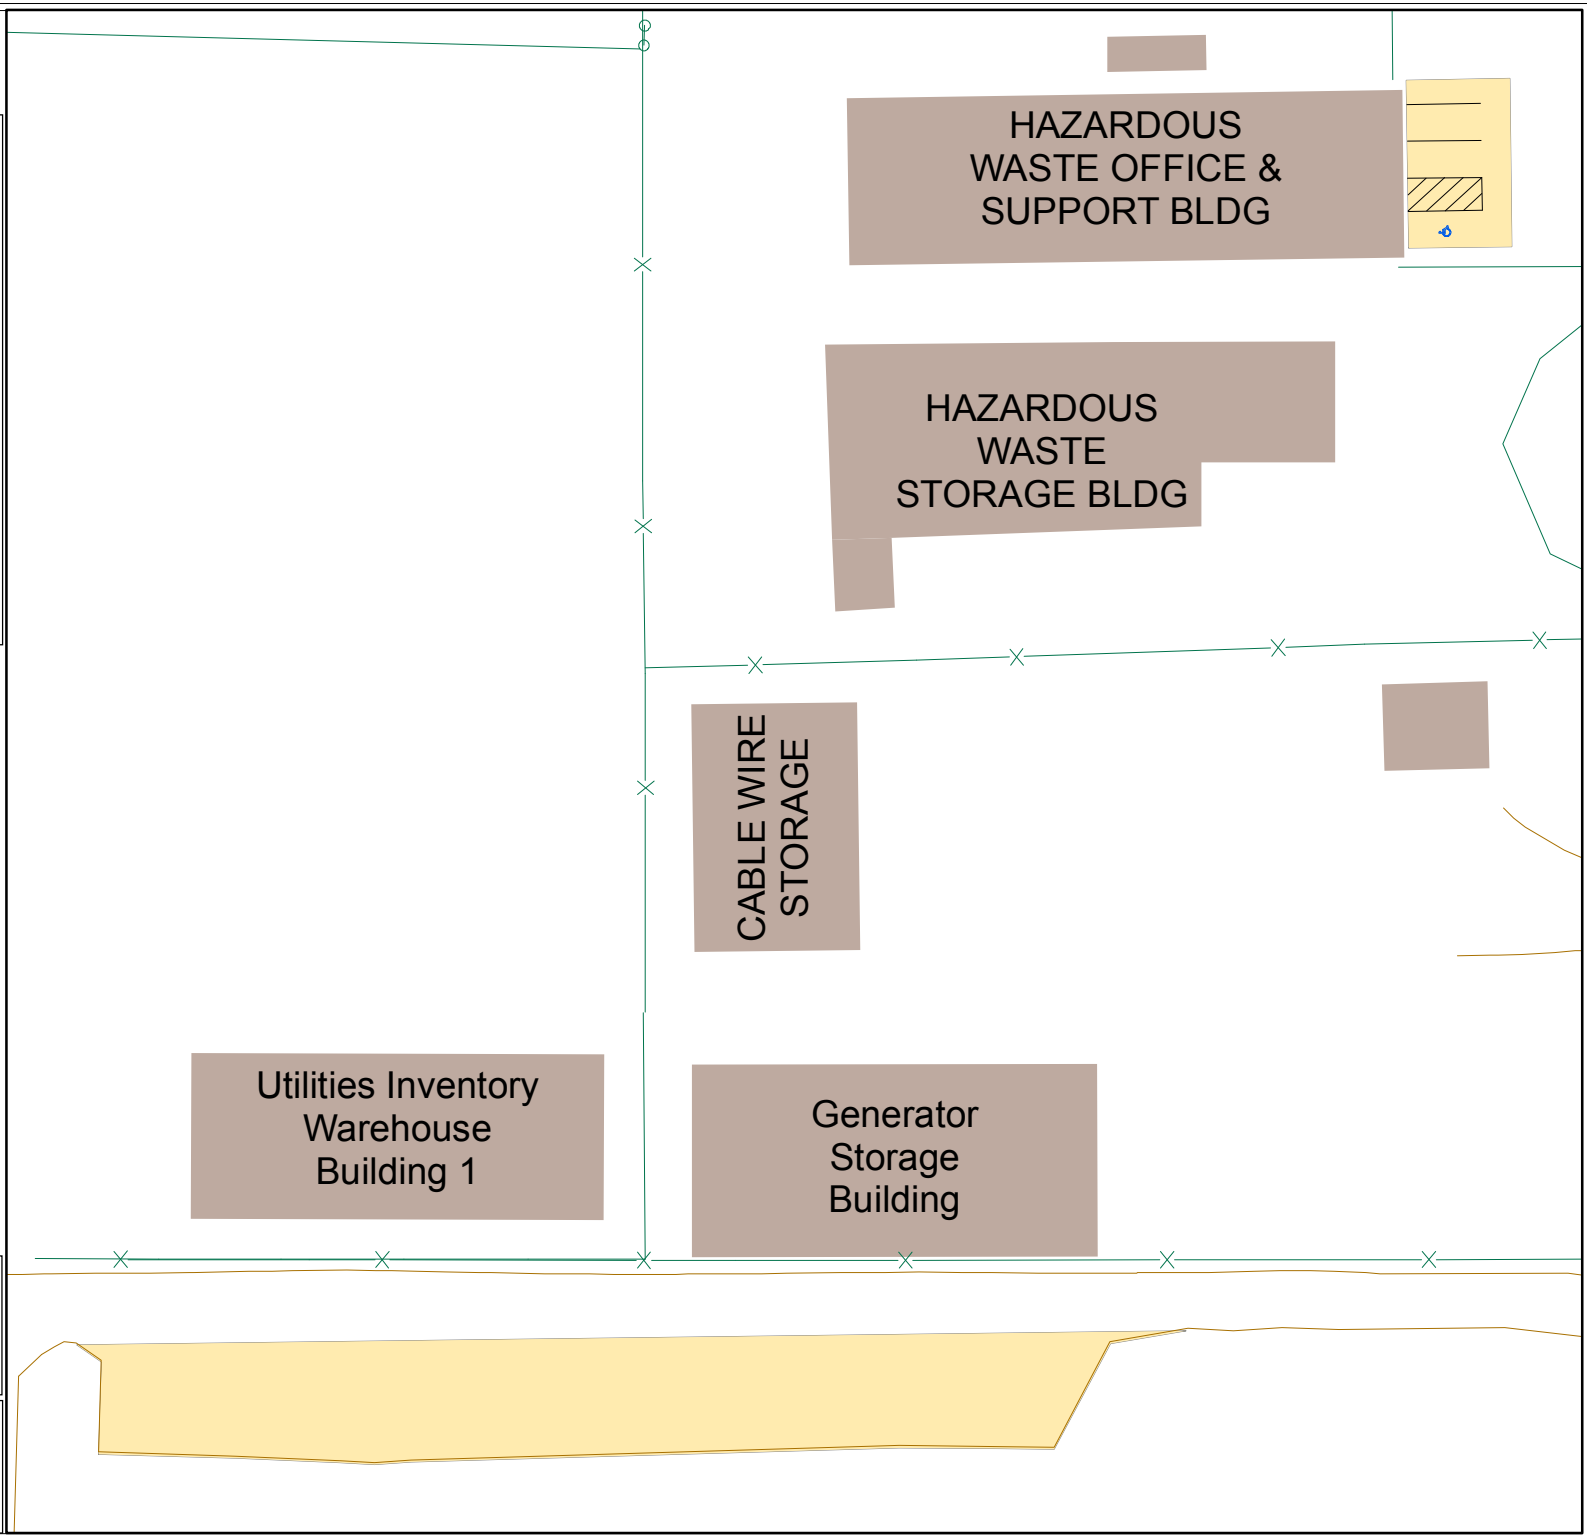 HAZARDOUS
WASTE OFFICE &
SUPPORT BLDG
HAZARDOUS
WASTE
STORAGE BLDG
CABLE WIRE
STORAGE
Utilities Inventory
Warehouse
Building 1
Generator
Storage
Building